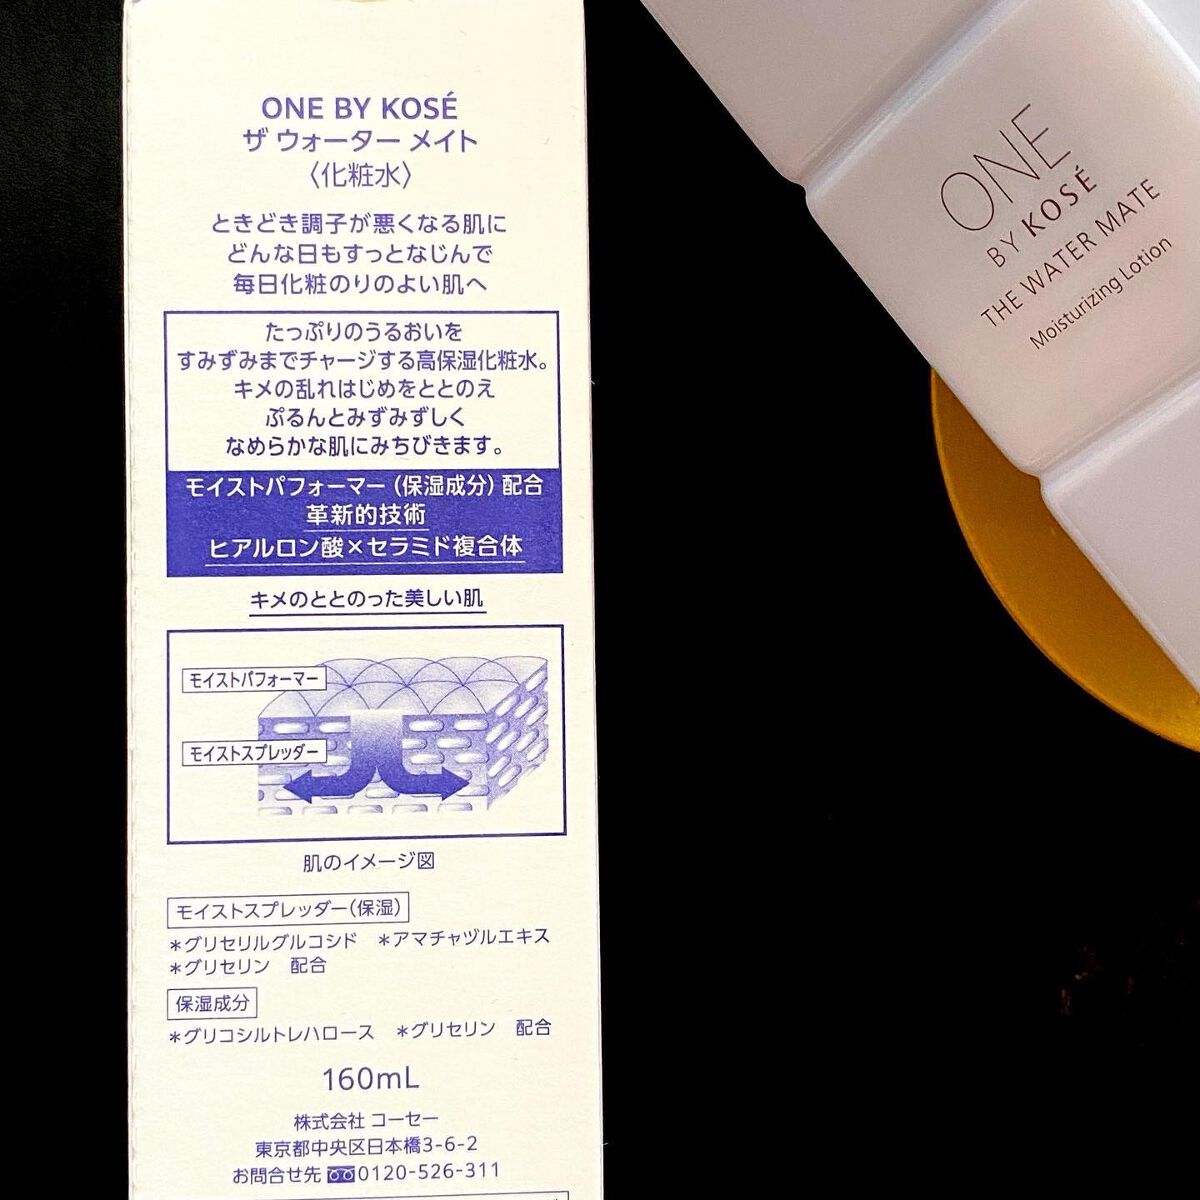 ONE BY KOSÉ
ザ ウォーター メイト
〈化粧水〉
ときどき調子が悪くなる肌に
どんな日もすっとなじんで
毎日化粧のりのよい肌へ
たっぷりのうるおいを
すみずみまでチャージする高保湿化粧水。
キメの乱れはじめをととのえ
ぷるんとみずみずしく
なめらかな肌にみちびきます。
モイストパフォーマー（保湿成分）配合
革新的技術
ヒアルロン酸×セラミド複合体
キメのととのった美しい肌
モイストパフォーマー
モイストスプレッダー
肌のイメージ図
モイストスプレッダー（保湿）
＊グリセリルグルコシド ＊アマチャヅルエキス
＊グリセリン 配合
保湿成分
＊グリコシルトレハロース ＊グリセリン 配合
160mL
株式会社 コーセー
東京都中央区日本橋3-6-2
お問合せ先 0120-526-311
ONE
BY KOSÉ
THE WATER MATE
Moisturizing Lotion